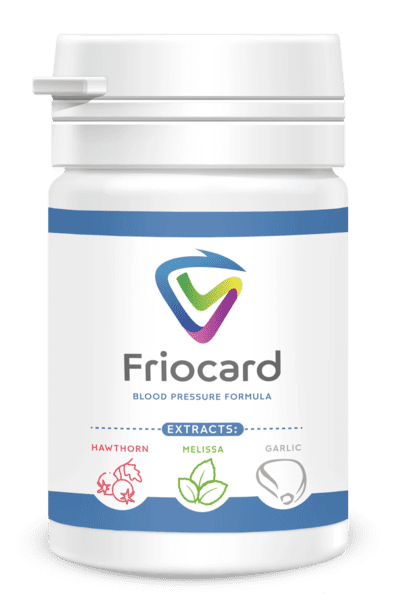 Friocard
BLOOD PRESSURE FORMULA
EXTRACTS:
HAWTHORN
MELISSA
GARLIC